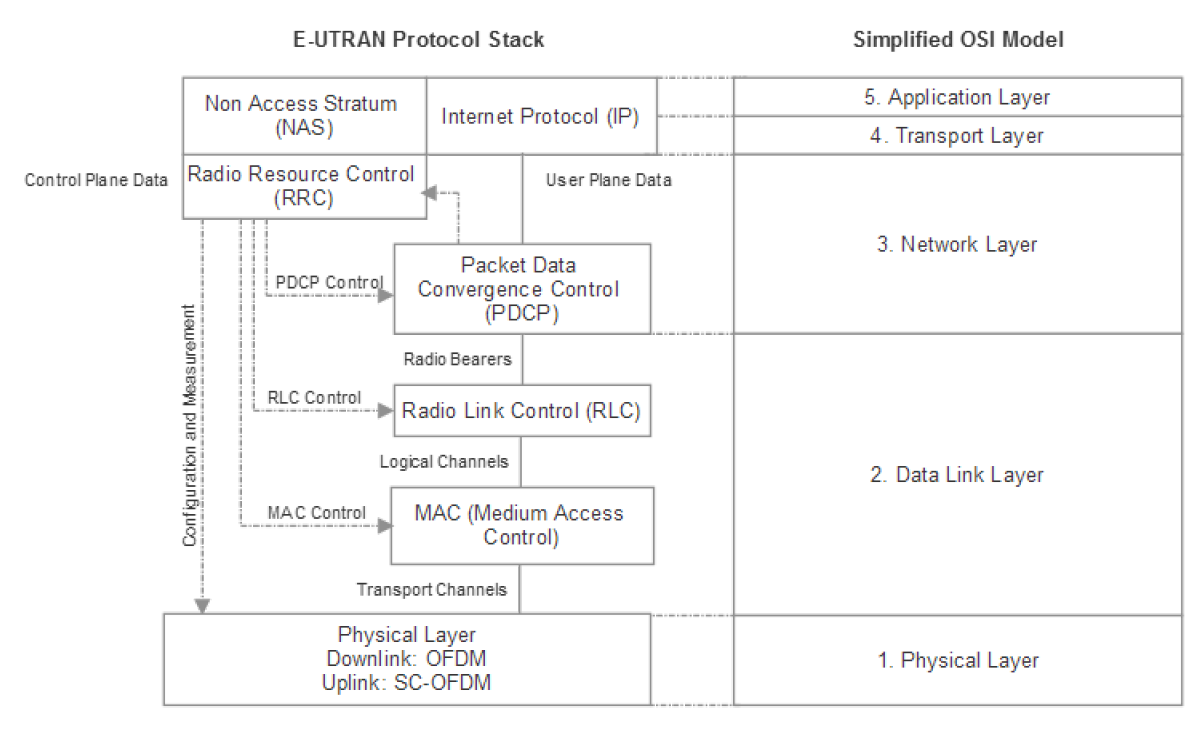 E-UTRAN Protocol Stack
Simplified OSI Model
Non Access Stratum
(NAS)
Internet Protocol (IP)
5. Application Layer
4. Transport Layer
Control Plane Data
Radio Resource Control
(RRC)
User Plane Data
3. Network Layer
PDCP Control
Packet Data
Convergence Control
(PDCP)
Configuration and Measurement
Radio Bearers
RLC Control
Radio Link Control (RLC)
Logical Channels
2. Data Link Layer
MAC Control
MAC (Medium Access
Control)
Transport Channels
Physical Layer
Downlink: OFDM
Uplink: SC-OFDM
1. Physical Layer